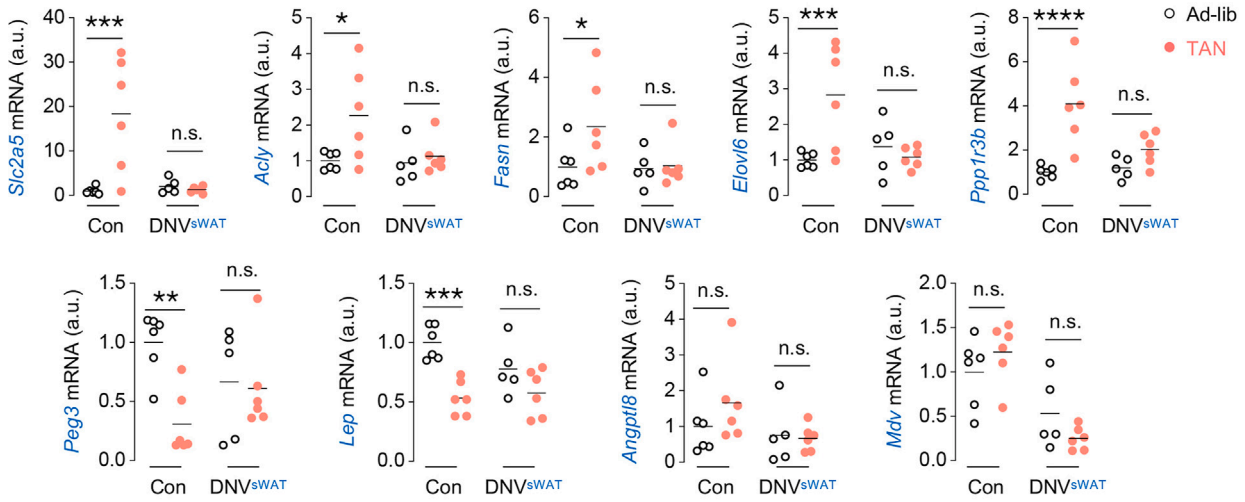 Slc2a5 mRNA (a.u.)
40
30
20
10
0
***
n.s.
Con
DNVsWAT
Acly mRNA (a.u.)
5
4
3
2
1
0
*
n.s.
Con
DNVsWAT
Fasn mRNA (a.u.)
6
4
2
0
*
n.s.
Con
DNVsWAT
Elovl6 mRNA (a.u.)
5
4
3
2
1
0
***
n.s.
Con
DNVsWAT
Ppp1r3b mRNA (a.u.)
8
6
4
2
0
****
n.s.
Con
DNVsWAT
Ad-lib
TAN
Peg3 mRNA (a.u.)
1.5
1.0
0.5
0.0
**
n.s.
Con
DNVsWAT
Lep mRNA (a.u.)
1.5
1.0
0.5
0.0
***
n.s.
Con
DNVsWAT
Angptl8 mRNA (a.u.)
5
4
3
2
1
0
n.s.
n.s.
Con
DNVsWAT
Mdv mRNA (a.u.)
2.0
1.5
1.0
0.5
0.0
n.s.
n.s.
Con
DNVsWAT